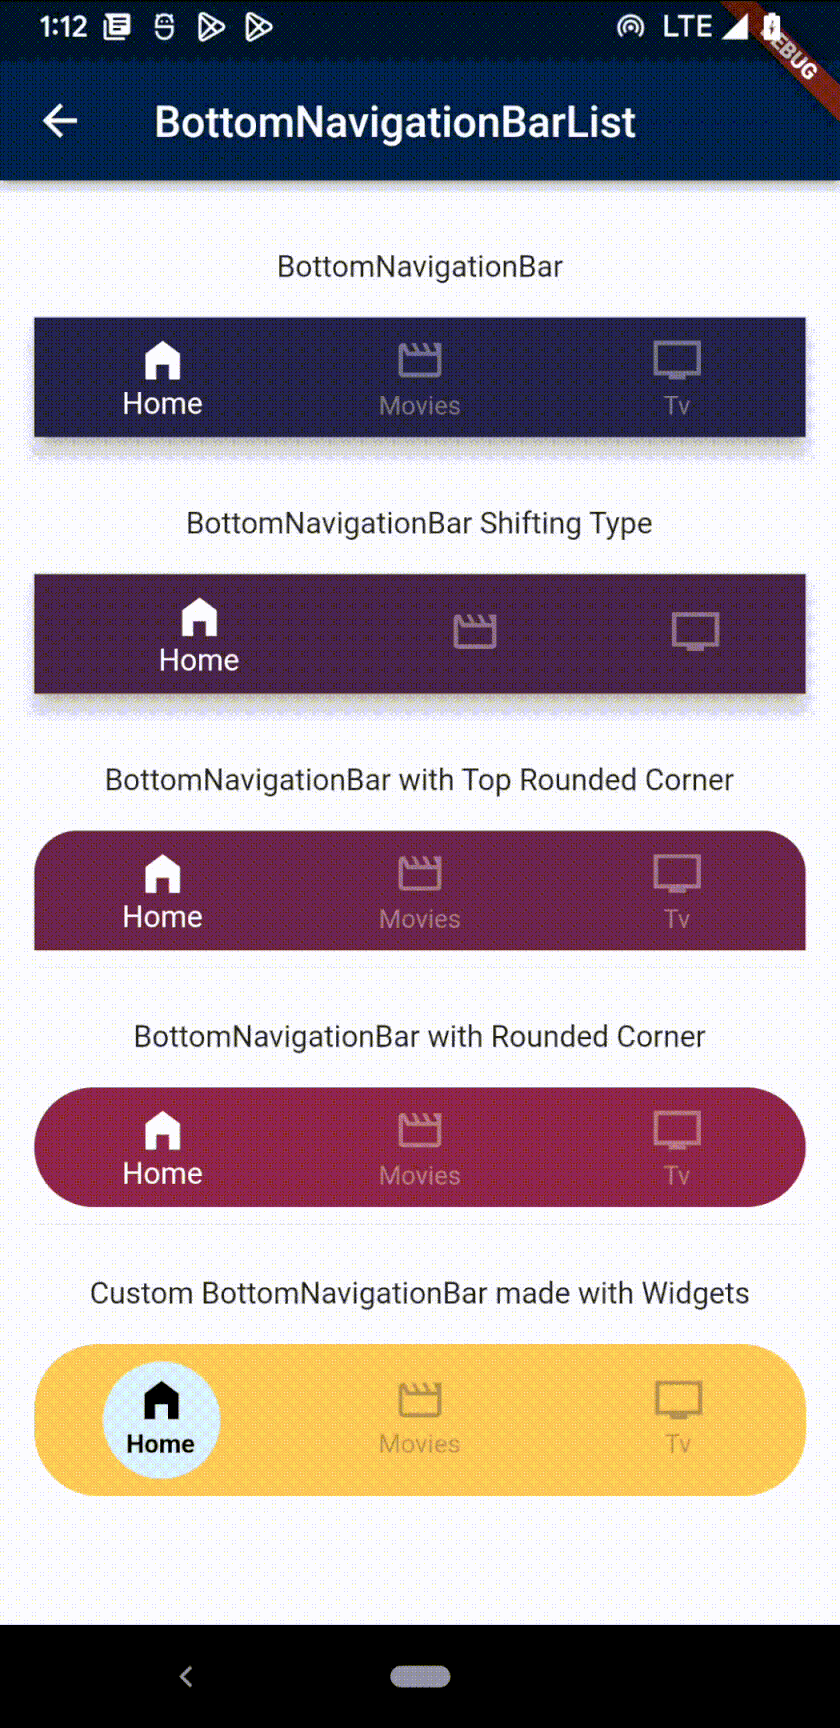 1:12 LTE
EBUG
BottomNavigationBarList
BottomNavigationBar
Home Movies Tv
BottomNavigationBar Shifting Type
Home
BottomNavigationBar with Top Rounded Corner
Home Movies Tv
BottomNavigationBar with Rounded Corner
Home Movies Tv
Custom BottomNavigationBar made with Widgets
Home Movies Tv